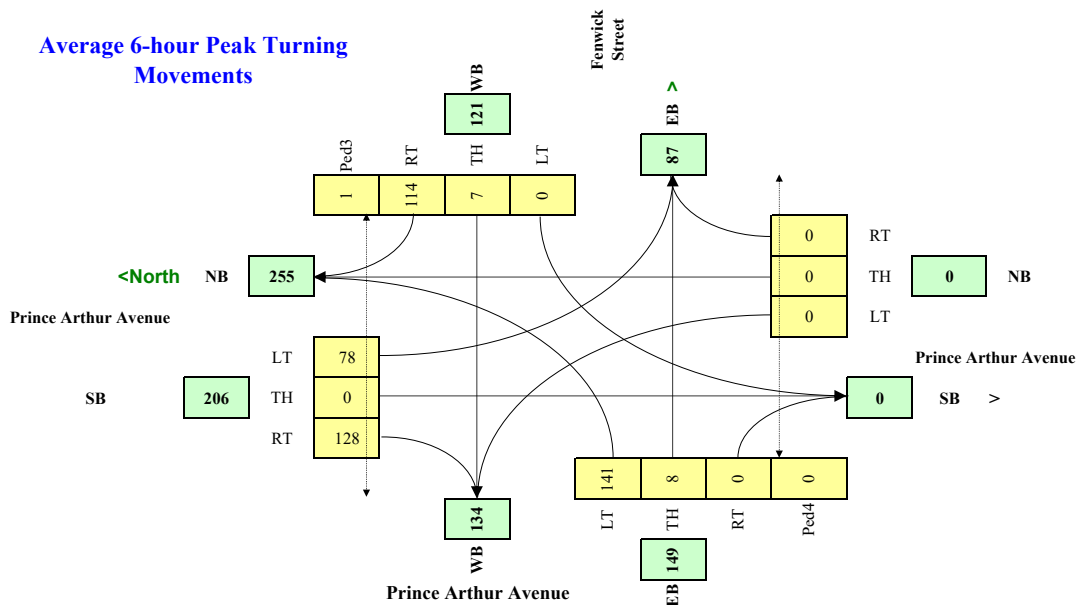 Average 6-hour Peak Turning
Movements
Fenwick
Street
WB
121
^
EB
87
Ped3 RT TH LT
1 114 7 0
0 RT
0 TH
0 LT
0 NB
<North NB 255
Prince Arthur Avenue
Prince Arthur Avenue
LT 78
TH 0
RT 128
SB 206
0 SB >
141 8 0 0
LT TH RT Ped4
134
WB
149
EB
Prince Arthur Avenue